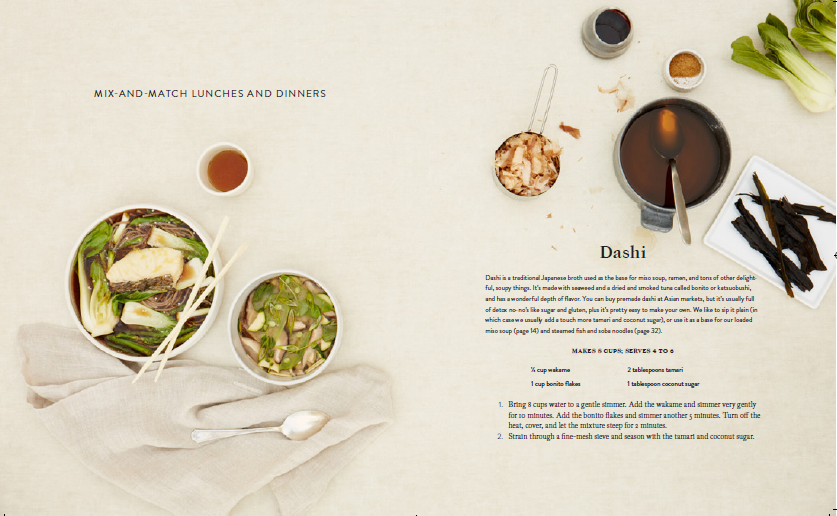 MIX-AND-MATCH LUNCHES AND DINNERS
Dashi
Dashi is a traditional Japanese broth used as the base for miso soup, ramen, and tons of other delight-
ful, soupy things. It's made with seaweed and a dried and smoked tuna called bonito or katsuobushi,
and has a wonderful depth of flavor. You can buy premade dashi at Asian markets, but it's usually full
of detox no-no's like sugar and gluten, plus it's pretty easy to make your own. We like to sip it plain (in
which case we usually add a touch more tamari and coconut sugar), or use it as a base for our loaded
miso soup (page 14) and steamed fish and soba noodles (page 32).
MAKES 8 CUPS; SERVES 4 TO 6
cup wakame
2 tablespoons tamari
1 cup bonito flakes
1 tablespoon coconut sugar
1. Bring 8 cups water to a gentle simmer. Add the wakame and simmer very gently
for 10 minutes. Add the bonito flakes and simmer another 5 minutes. Turn off the
heat, cover, and let the mixture steep for 2 minutes.
2. Strain through a fine-mesh sieve and season with the tamari and coconut sugar.